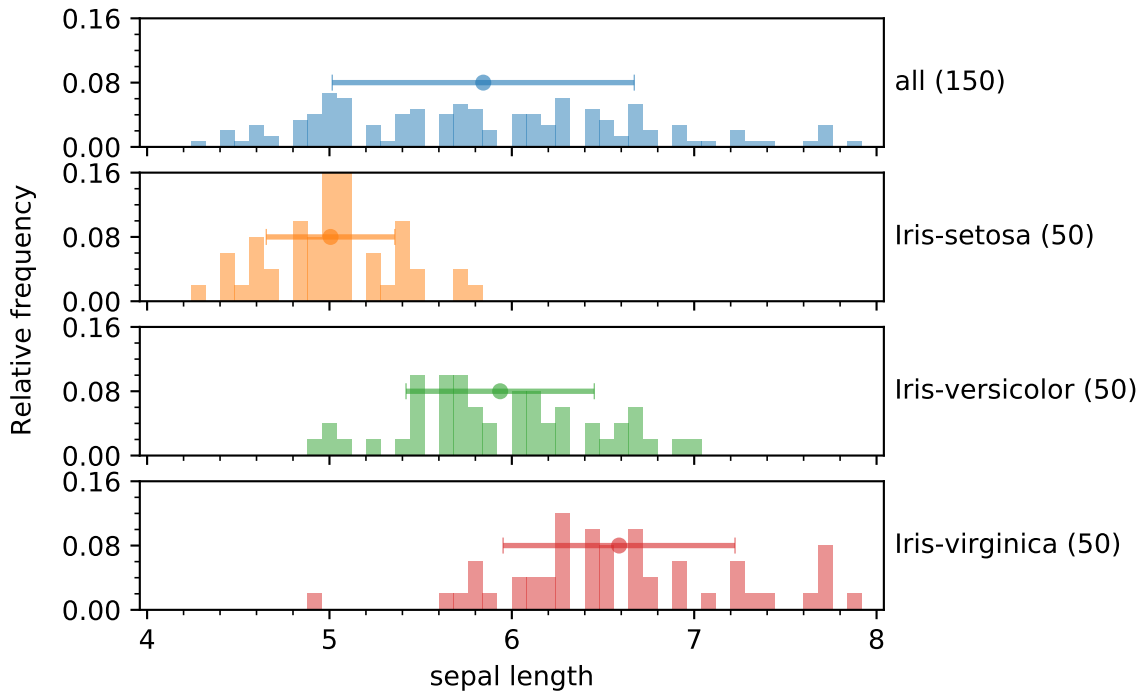 0.16
0.08
0.00
all (150)
0.16
0.08
0.00
Iris-setosa (50)
0.16
0.08
0.00
Iris-versicolor (50)
0.16
0.08
0.00
Iris-virginica (50)
Relative frequency
4 5 6 7 8
sepal length